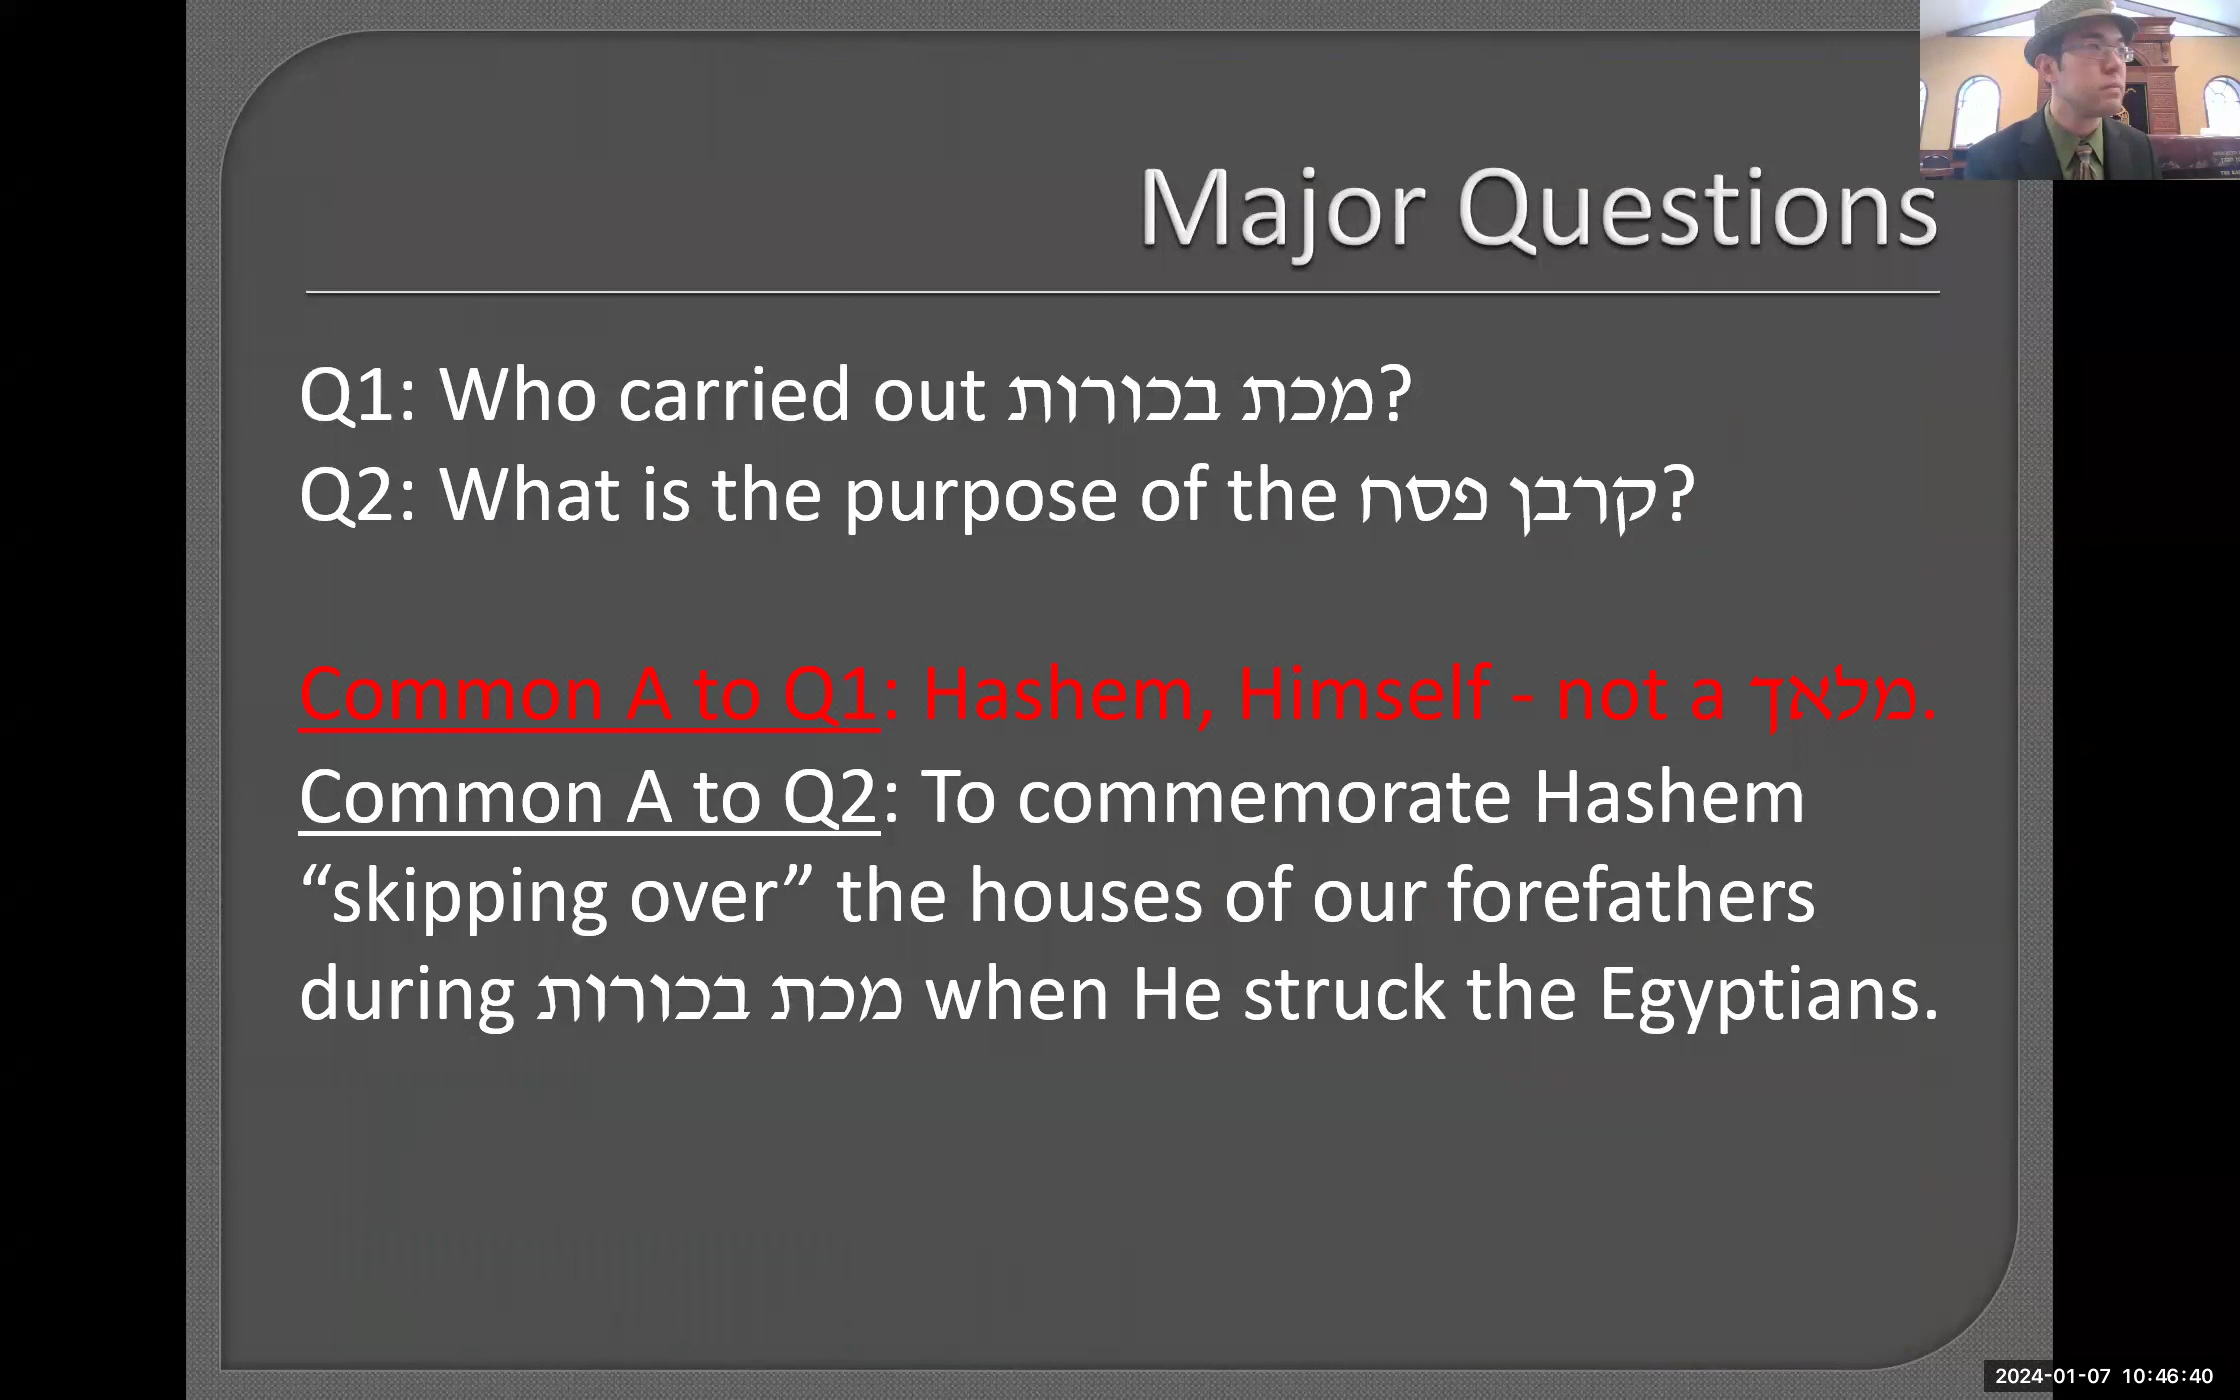 Major Questions
Q1: Who carried out מכת בכורות?
Q2: What is the purpose of the קרבן פסח?
Common A to Q1: Hashem, Himself - not a מלאך.
Common A to Q2: To commemorate Hashem
“skipping over” the houses of our forefathers
during מכת בכורות when He struck the Egyptians.
2024-01-07 10:46:40